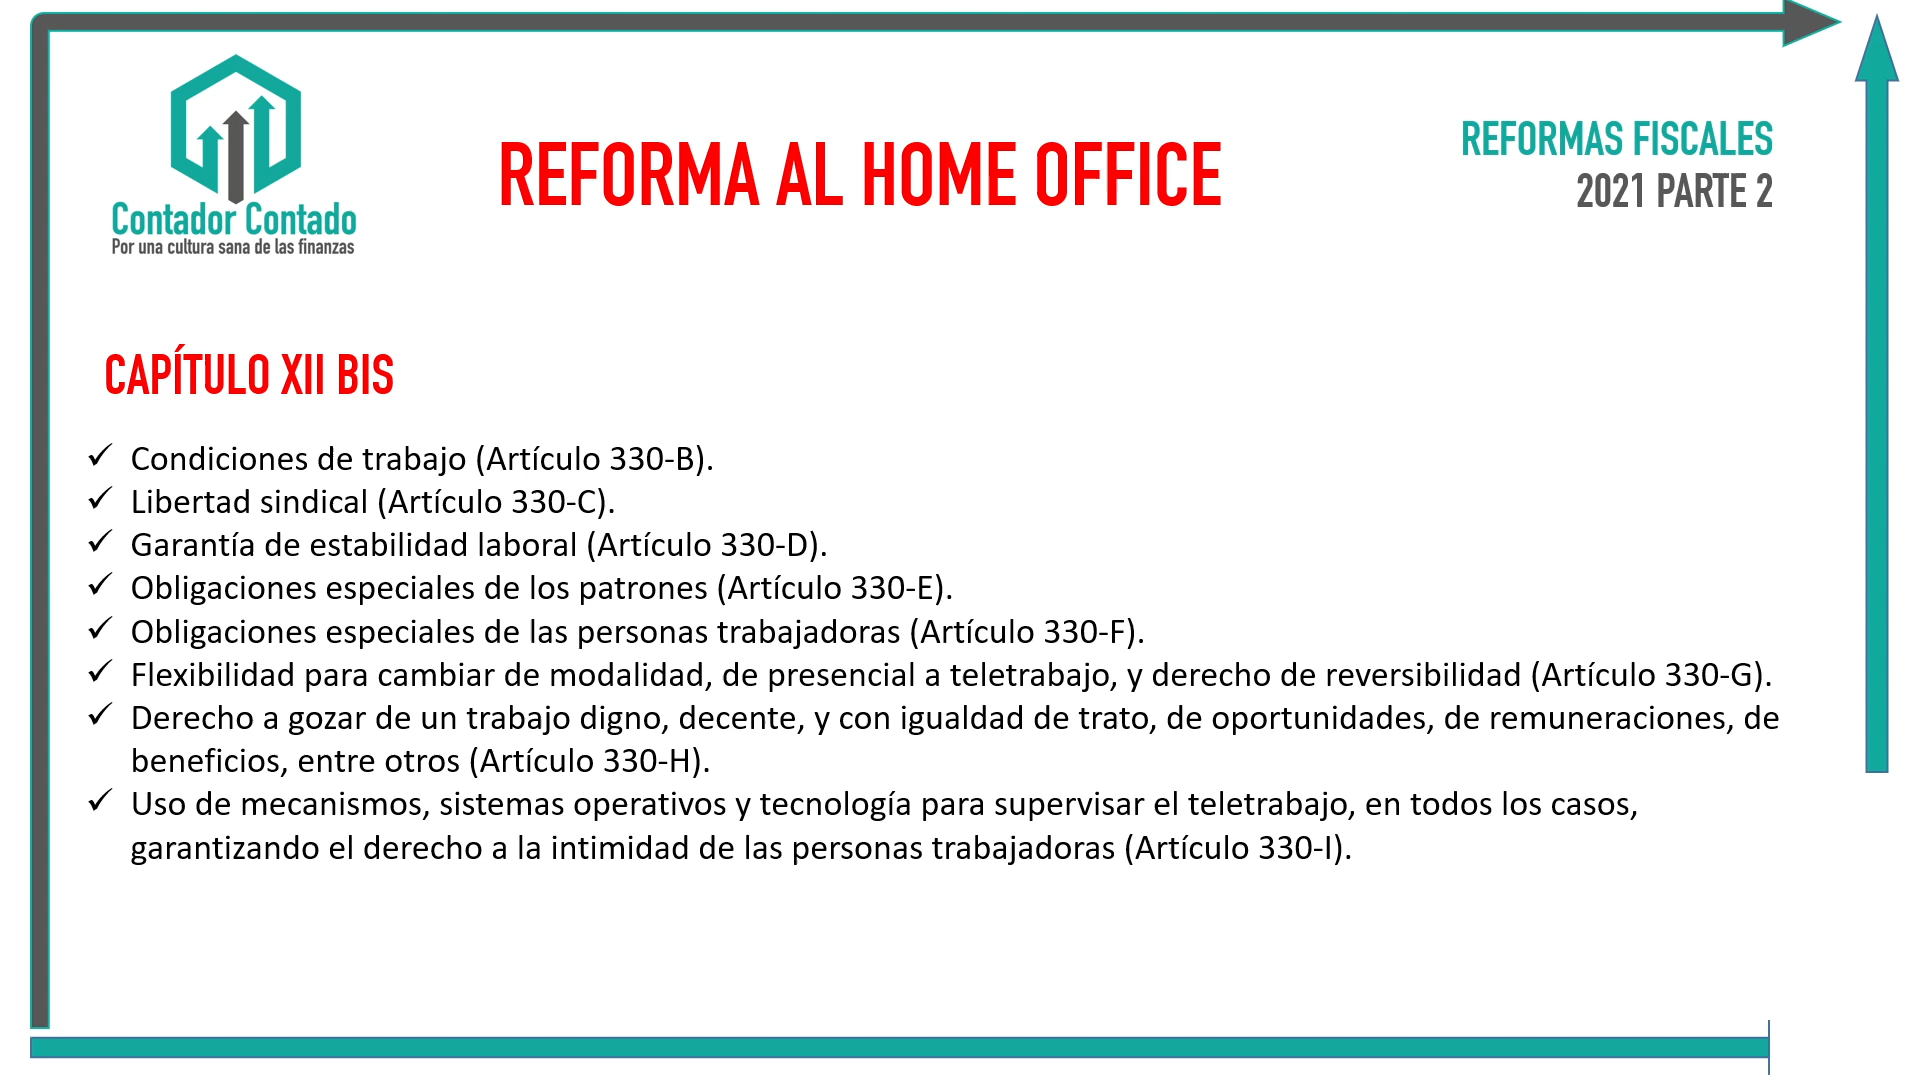 Contador Contado
Por una cultura sana de las finanzas
REFORMA AL HOME OFFICE
REFORMAS FISCALES
2021 PARTE 2
CAPÍTULO XII BIS
✓ Condiciones de trabajo (Artículo 330-B).
✓ Libertad sindical (Artículo 330-C).
✓ Garantía de estabilidad laboral (Artículo 330-D).
✓ Obligaciones especiales de los patrones (Artículo 330-E).
✓ Obligaciones especiales de las personas trabajadoras (Artículo 330-F).
✓ Flexibilidad para cambiar de modalidad, de presencial a teletrabajo, y derecho de reversibilidad (Artículo 330-G).
✓ Derecho a gozar de un trabajo digno, decente, y con igualdad de trato, de oportunidades, de remuneraciones, de
beneficios, entre otros (Artículo 330-H).
✓ Uso de mecanismos, sistemas operativos y tecnología para supervisar el teletrabajo, en todos los casos,
garantizando el derecho a la intimidad de las personas trabajadoras (Artículo 330-I).